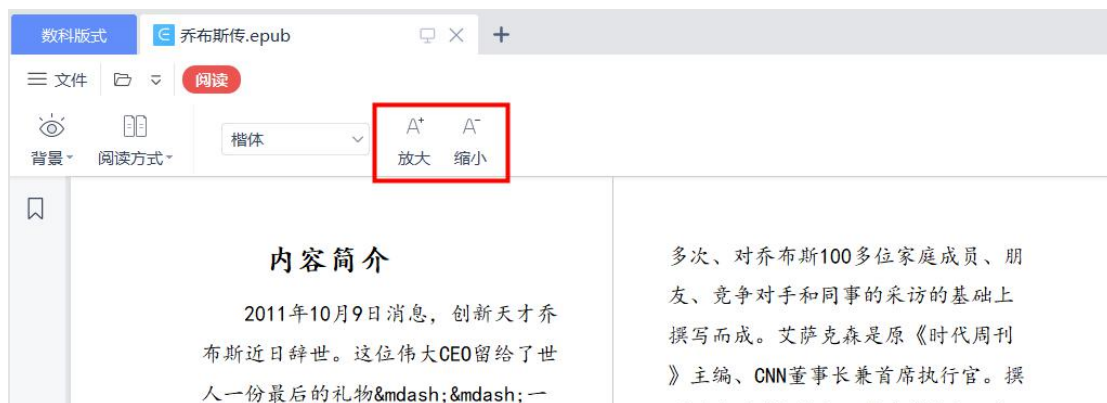 数科版式
乔布斯传.epub
文件
阅读
背景 阅读方式 楷体 A+ 放大 A- 缩小
内容简介
2011年10月9日消息，创新天才乔
布斯近日辞世。这位伟大CEO留给了世
人一份最后的礼物&mdash;&mdash;一
多次、对乔布斯100多位家庭成员、朋
友、竞争对手和同事的采访的基础上
撰写而成。艾萨克森是原《时代周刊
》主编、CNN董事长兼首席执行官。撰